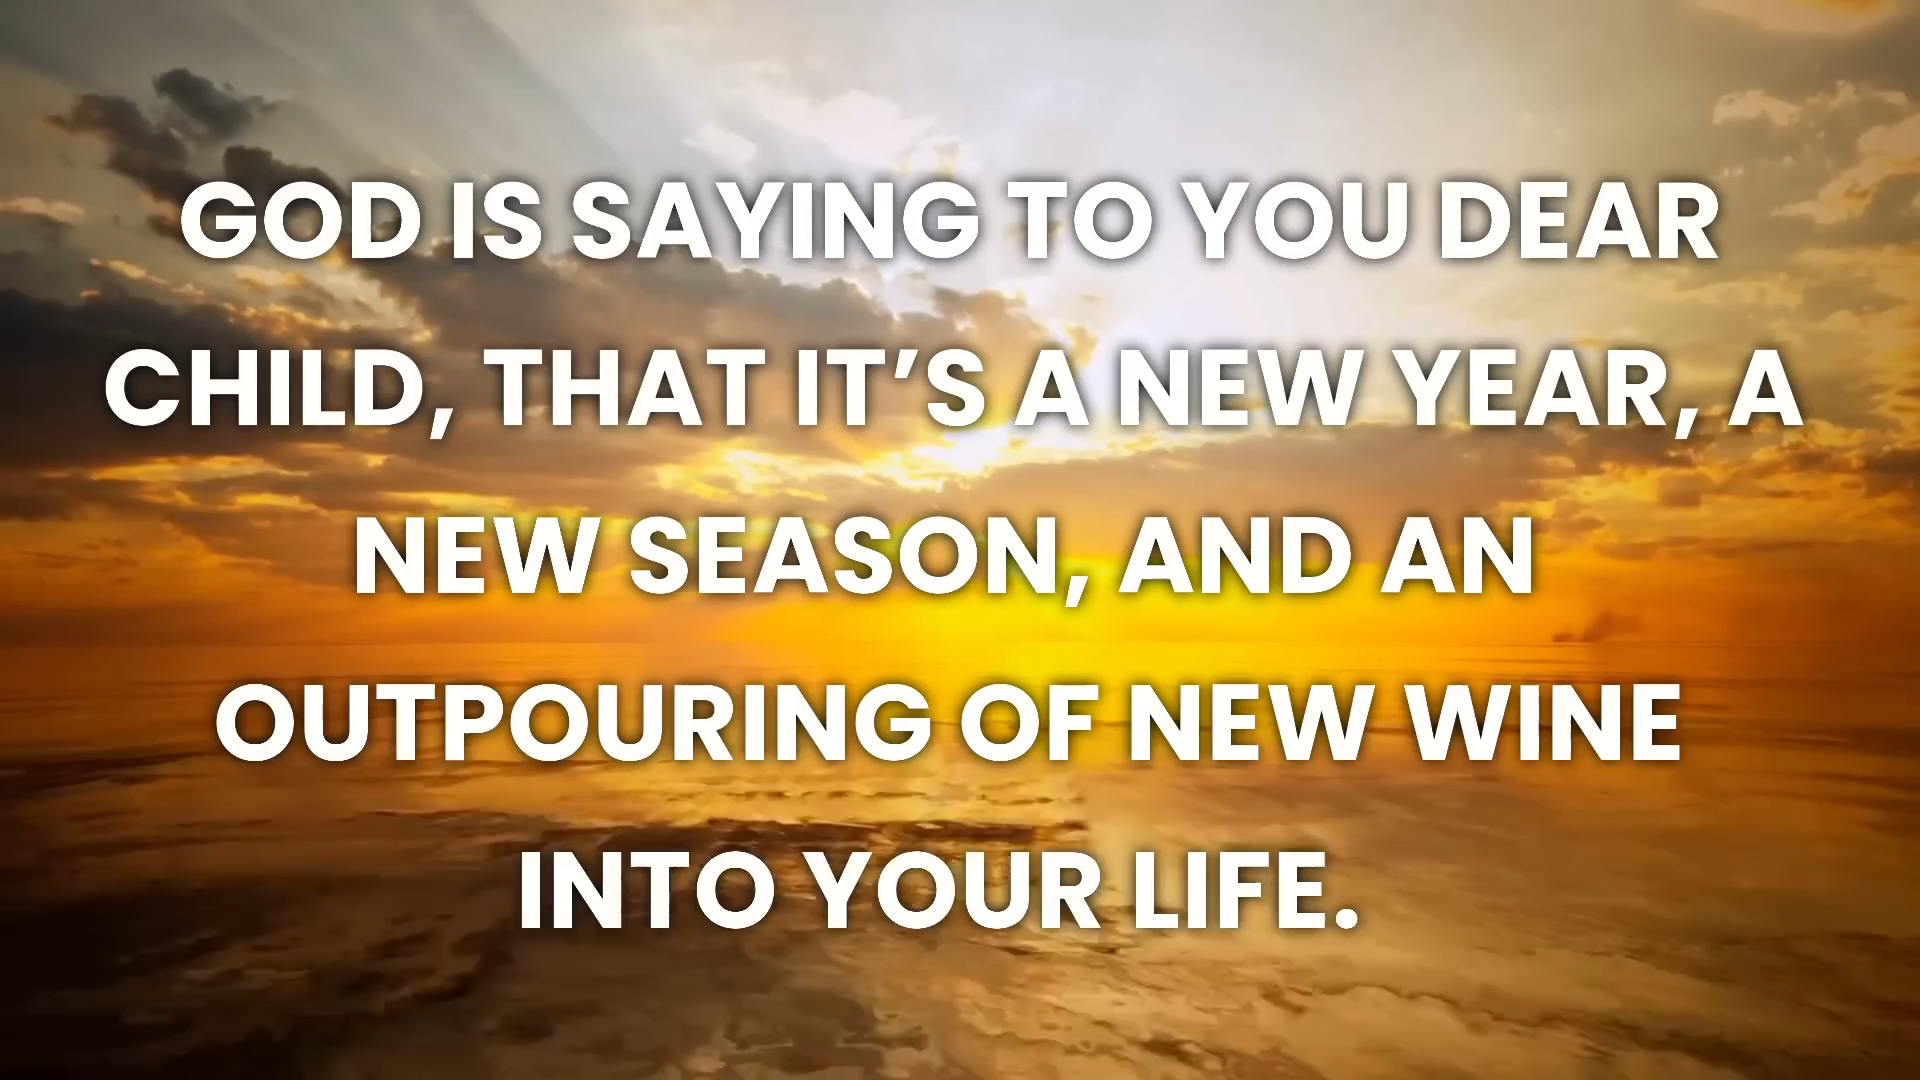 GOD IS SAYING TO YOU DEAR
CHILD, THAT IT’S A NEW YEAR, A
NEW SEASON, AND AN
OUTPOURING OF NEW WINE
INTO YOUR LIFE.